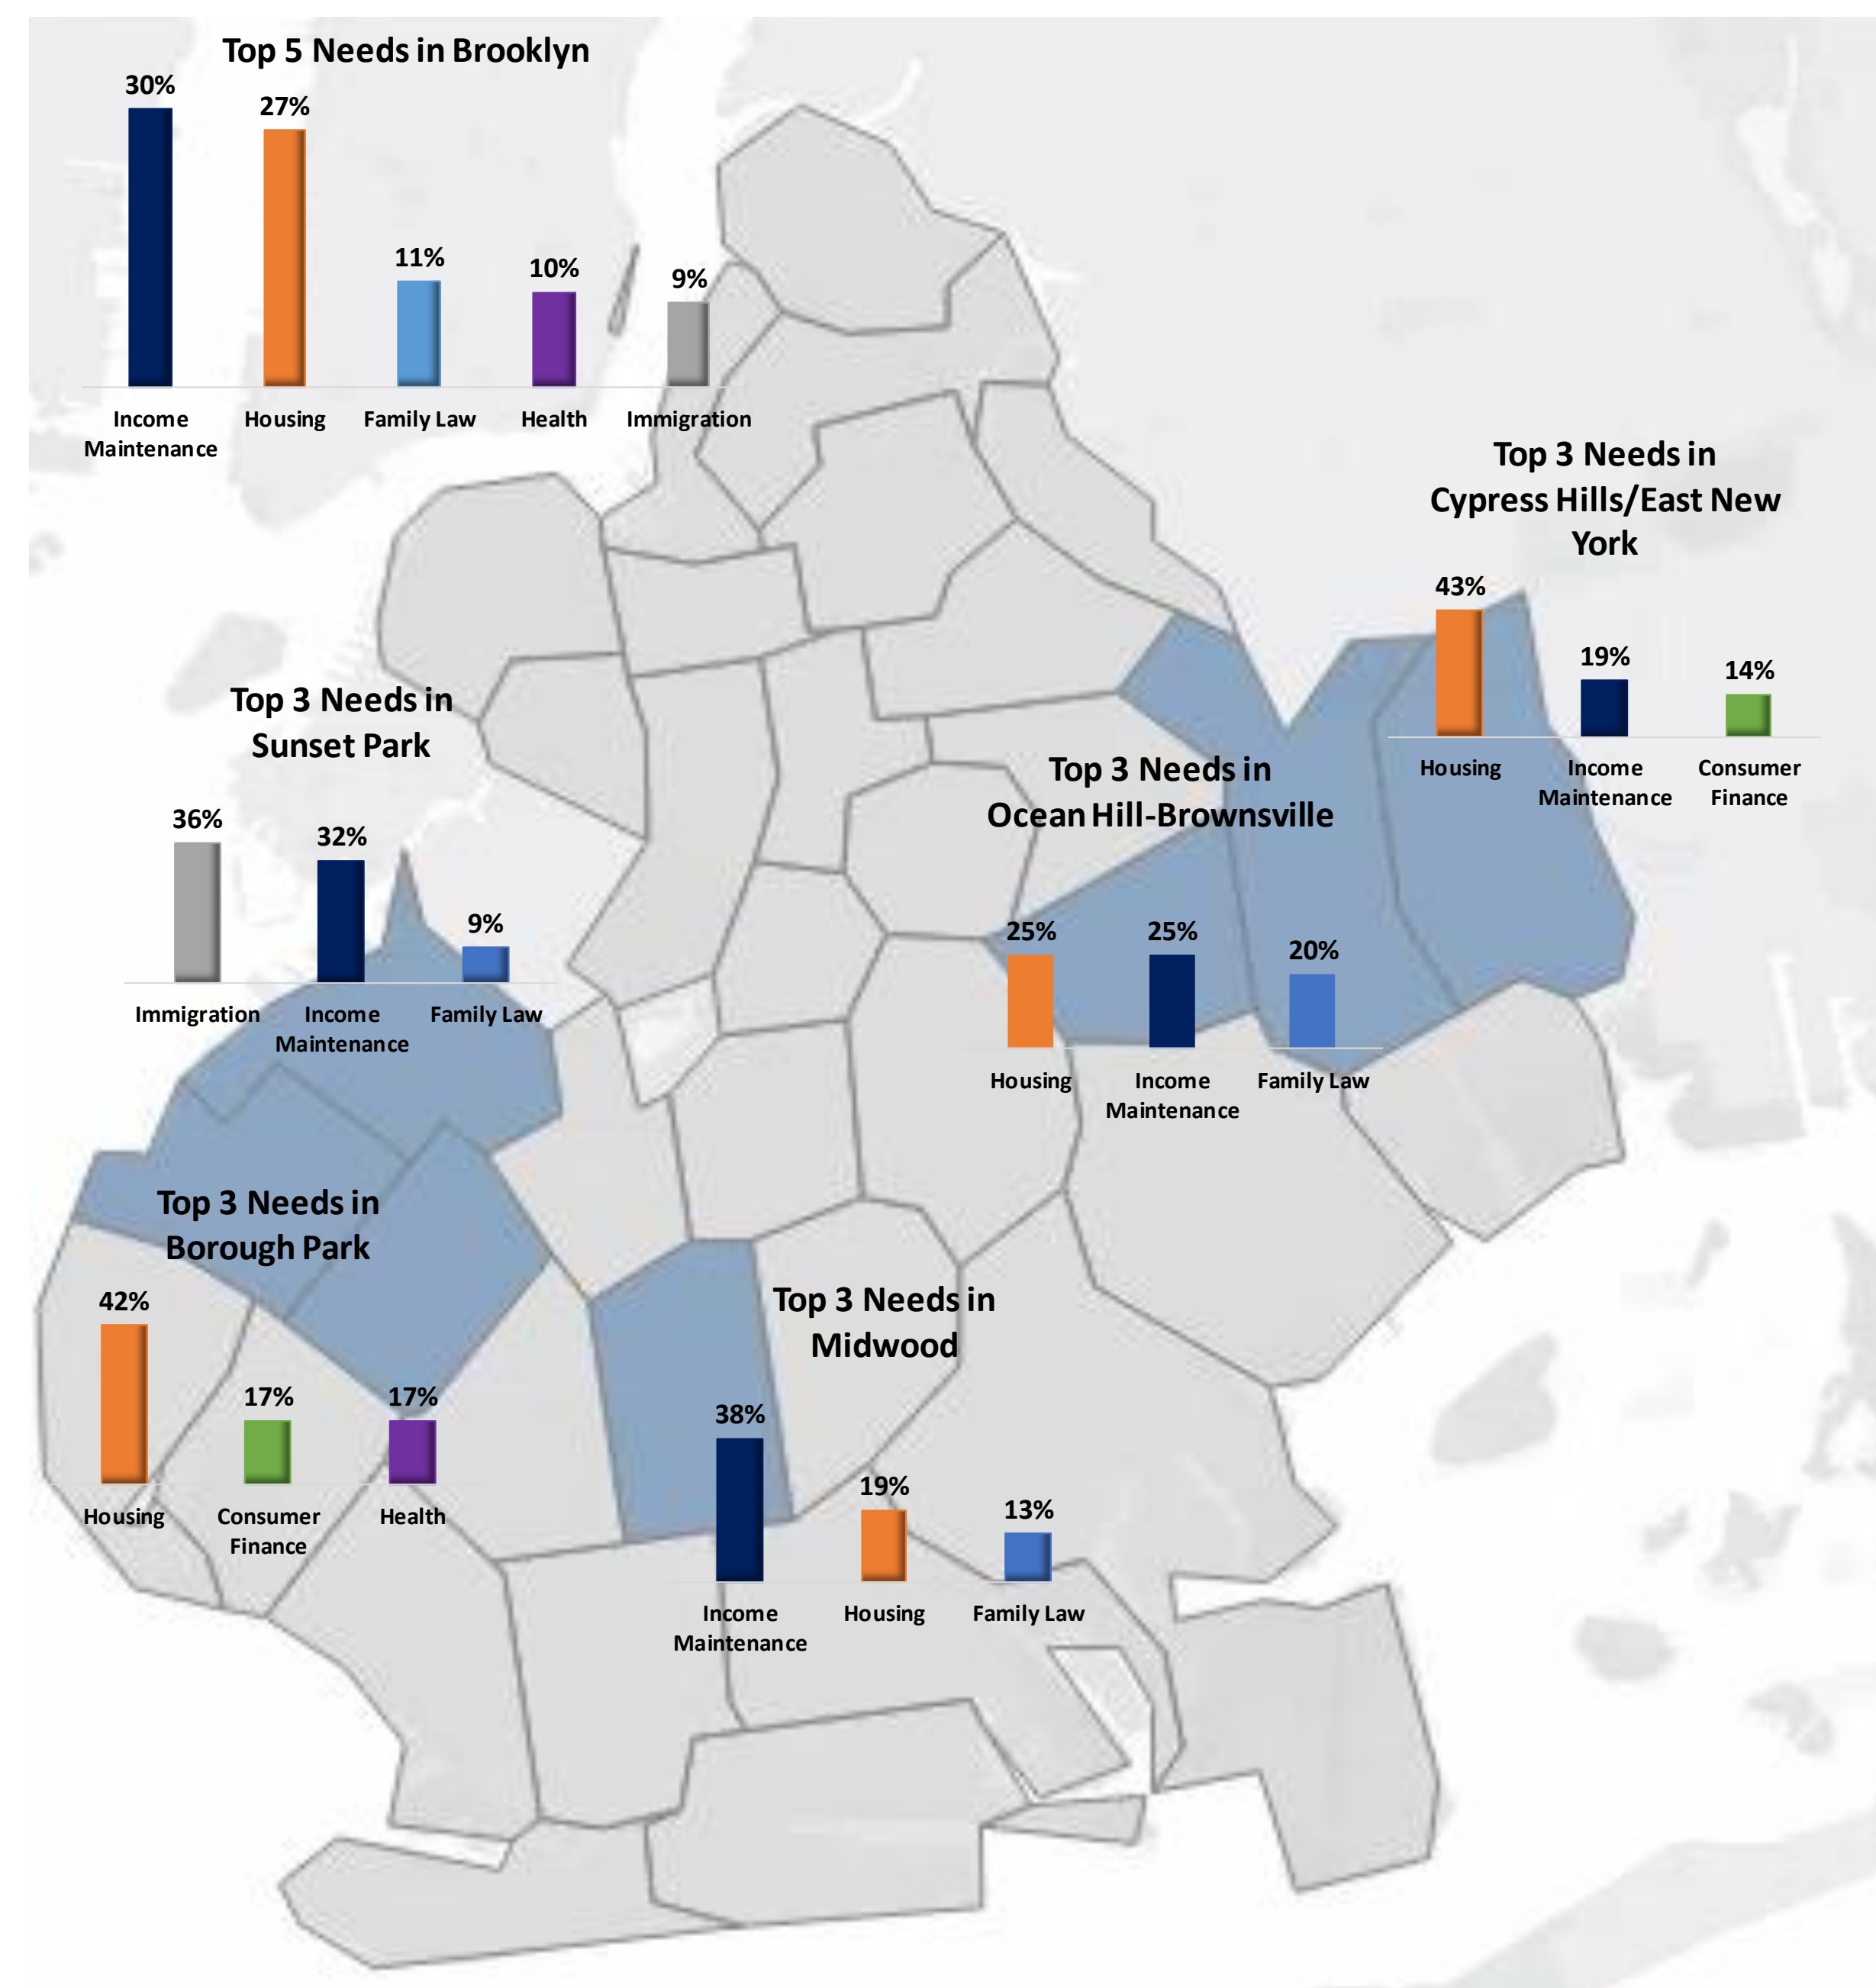 Top 5 Needs in Brooklyn
30%
27%
11%
10%
9%
Income
Maintenance
Housing
Family Law
Health
Immigration
Top 3 Needs in
Cypress Hills/East New
York
43%
19%
14%
Housing
Income
Maintenance
Consumer
Finance
Top 3 Needs in
Sunset Park
36%
32%
9%
Immigration
Income
Maintenance
Family Law
Top 3 Needs in
Ocean Hill-Brownsville
25%
25%
20%
Housing
Income
Maintenance
Family Law
Top 3 Needs in
Borough Park
42%
17%
17%
Housing
Consumer
Finance
Health
Top 3 Needs in
Midwood
38%
19%
13%
Income
Maintenance
Housing
Family Law